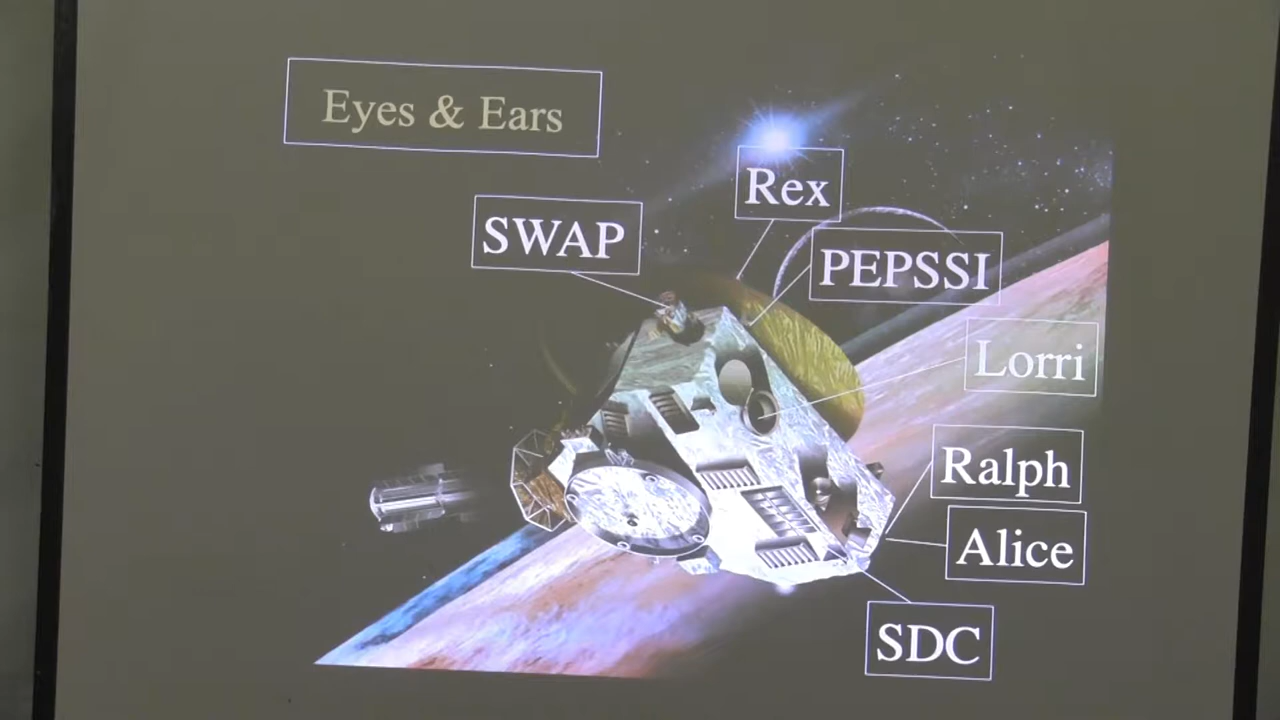 Eyes & Ears
Rex
SWAP
PEPSSI
Lorri
Ralph
Alice
SDC